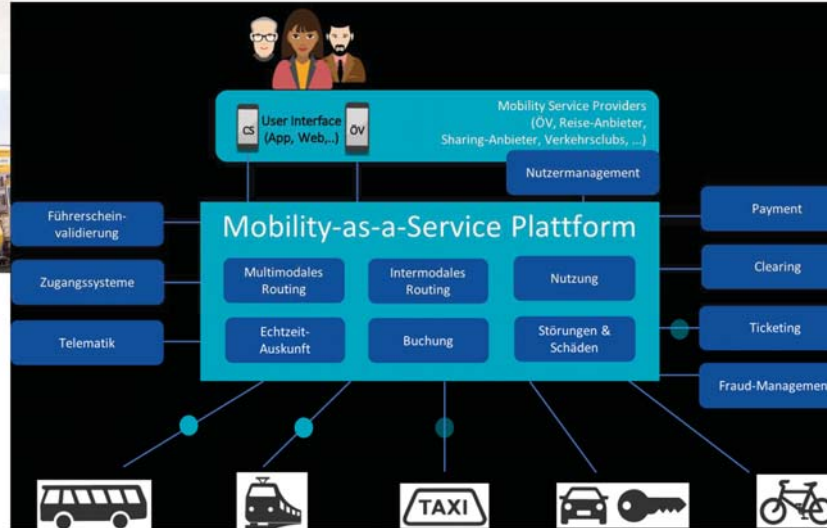 CS
User Interface
(App, Web,..)
ÖV
Mobility Service Providers
(ÖV, Reise-Anbieter,
Sharing-Anbieter, Verkehrsclubs, ...)
Nutzermanagement
Führerschein-
validierung
Zugangssysteme
Telematik
Mobility-as-a-Service Plattform
Multimodales
Routing
Intermodales
Routing
Nutzung
Echtzeit-
Auskunft
Buchung
Störungen &
Schäden
Payment
Clearing
Ticketing
Fraud-Management
TAXI